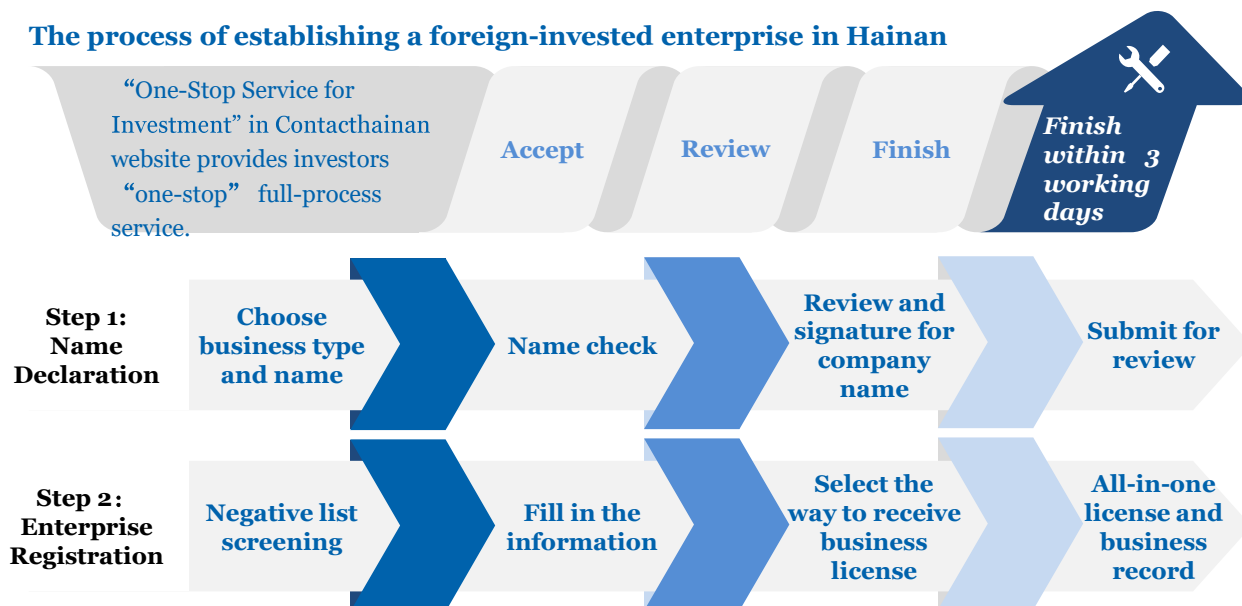 The process of establishing a foreign-invested enterprise in Hainan
“One-Stop Service for
Investment” in Contacthainan
website provides investors
“one-stop” full-process
service.
Accept
Review
Finish
Finish
within 3
working
days
Step 1:
Name
Declaration
Choose
business type
and name
Name check
Review and
signature for
company
name
Submit for
review
Step 2:
Enterprise
Registration
Negative list
screening
Fill in the
information
Select the
way to receive
business
license
All-in-one
license and
business
record